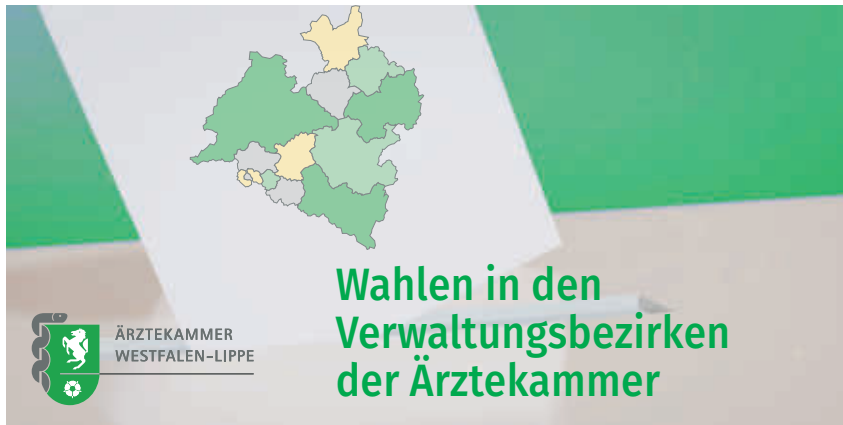 Wahlen in den
Verwaltungsbezirken
der Ärztekammer
ÄRZTEKAMMER
WESTFALEN-LIPPE